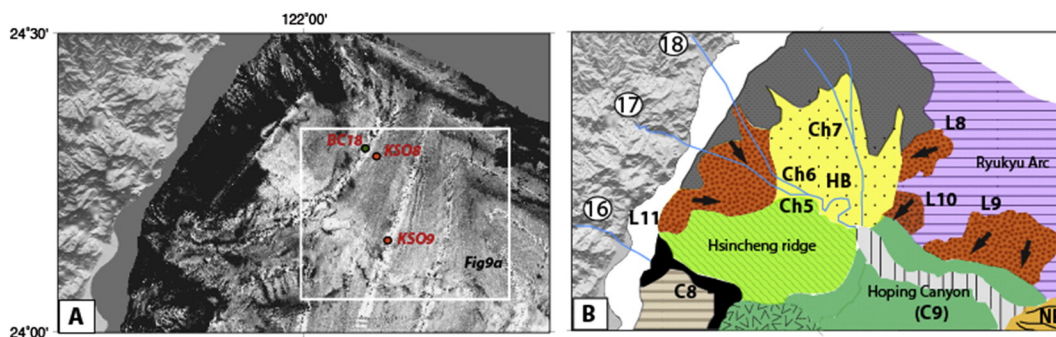 122°00'
24°30'
24°00'
BC18
KSO8
KSO9
Fig9a
A
18
17
16
Ch7
Ch6
HB
Ch5
L8
Ryukyu Arc
L10
L9
L11
Hsincheng ridge
C8
Hoping Canyon
(C9)
B